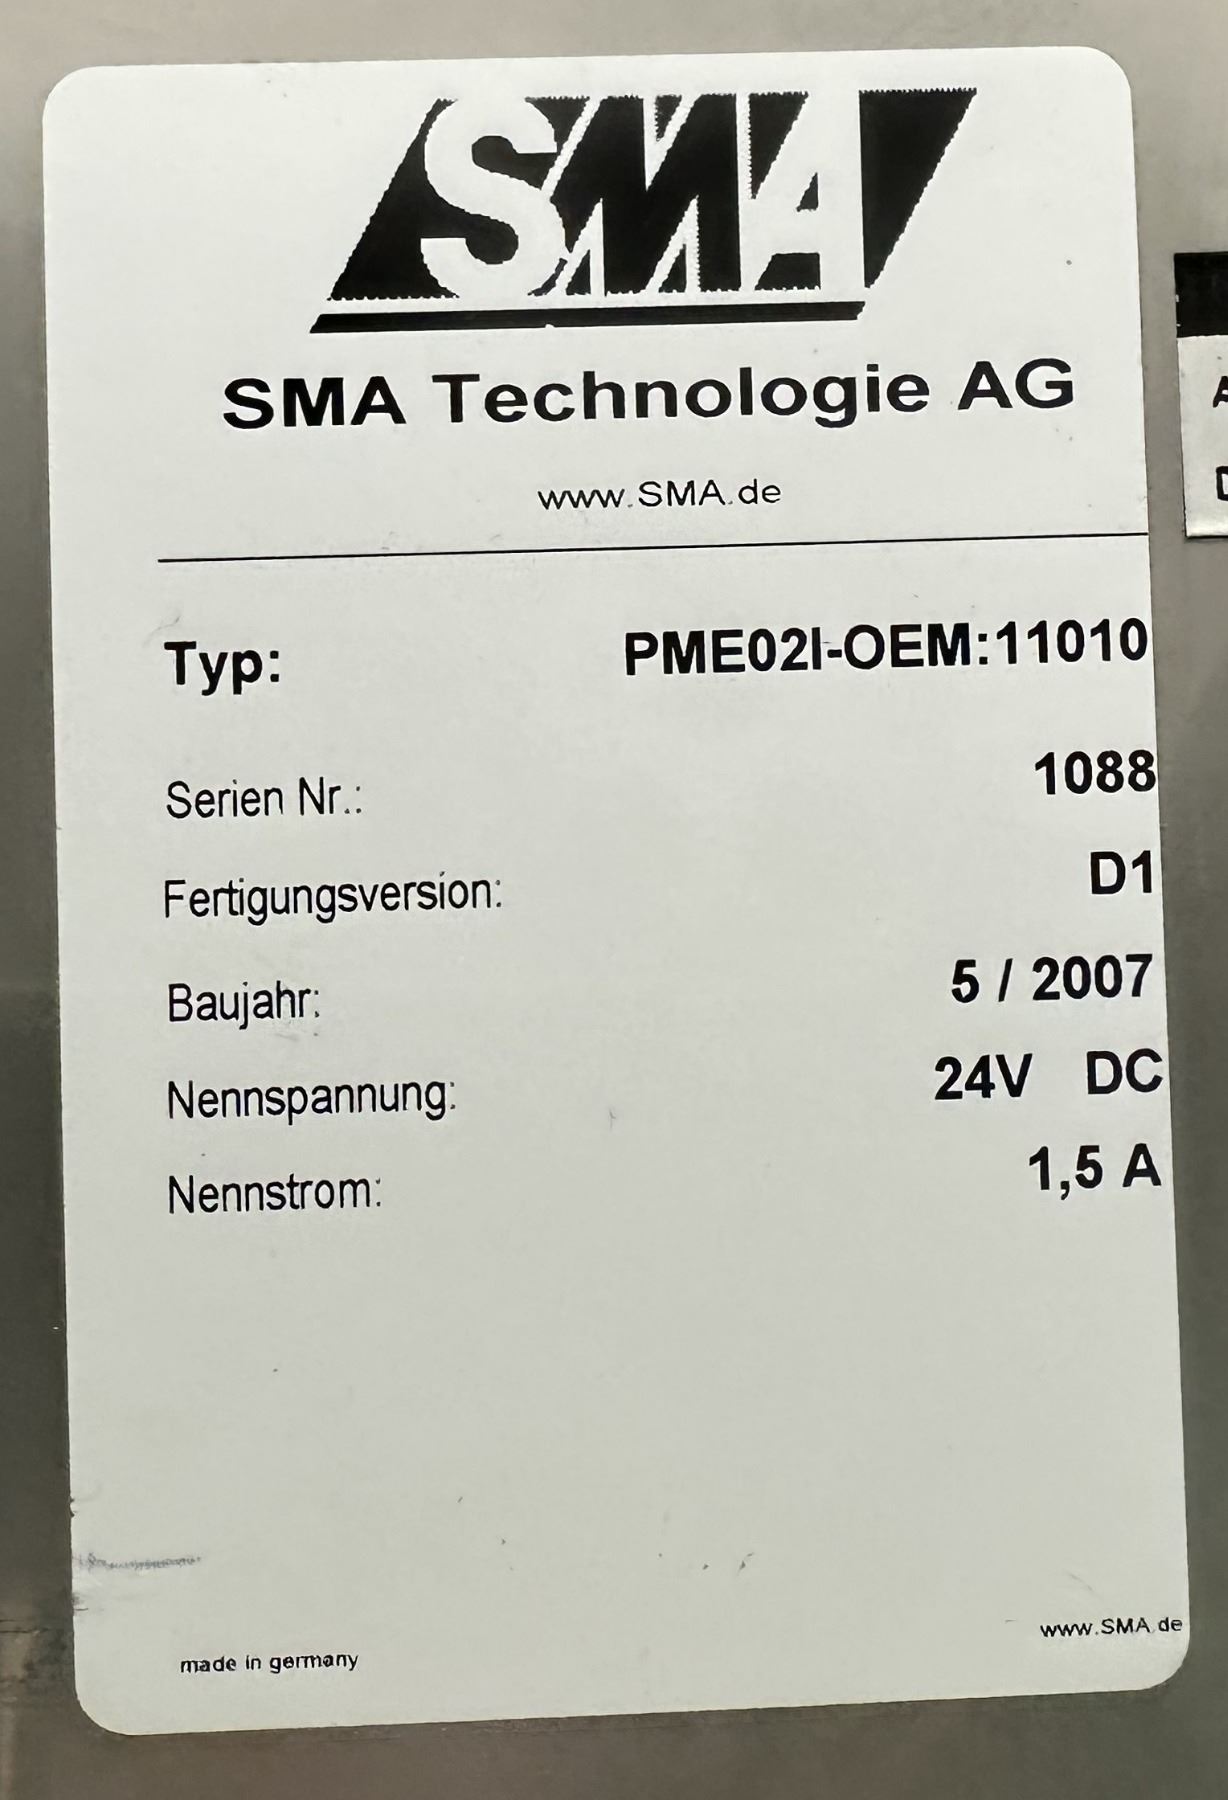 SMA
SMA Technologie AG
www.SMA.de
Typ: PME02I-OEM:11010
Serien Nr.: 1088
Fertigungsversion: D1
Baujahr: 5 / 2007
Nennspannung: 24V DC
Nennstrom: 1,5 A
www.SMA.de
made in germany